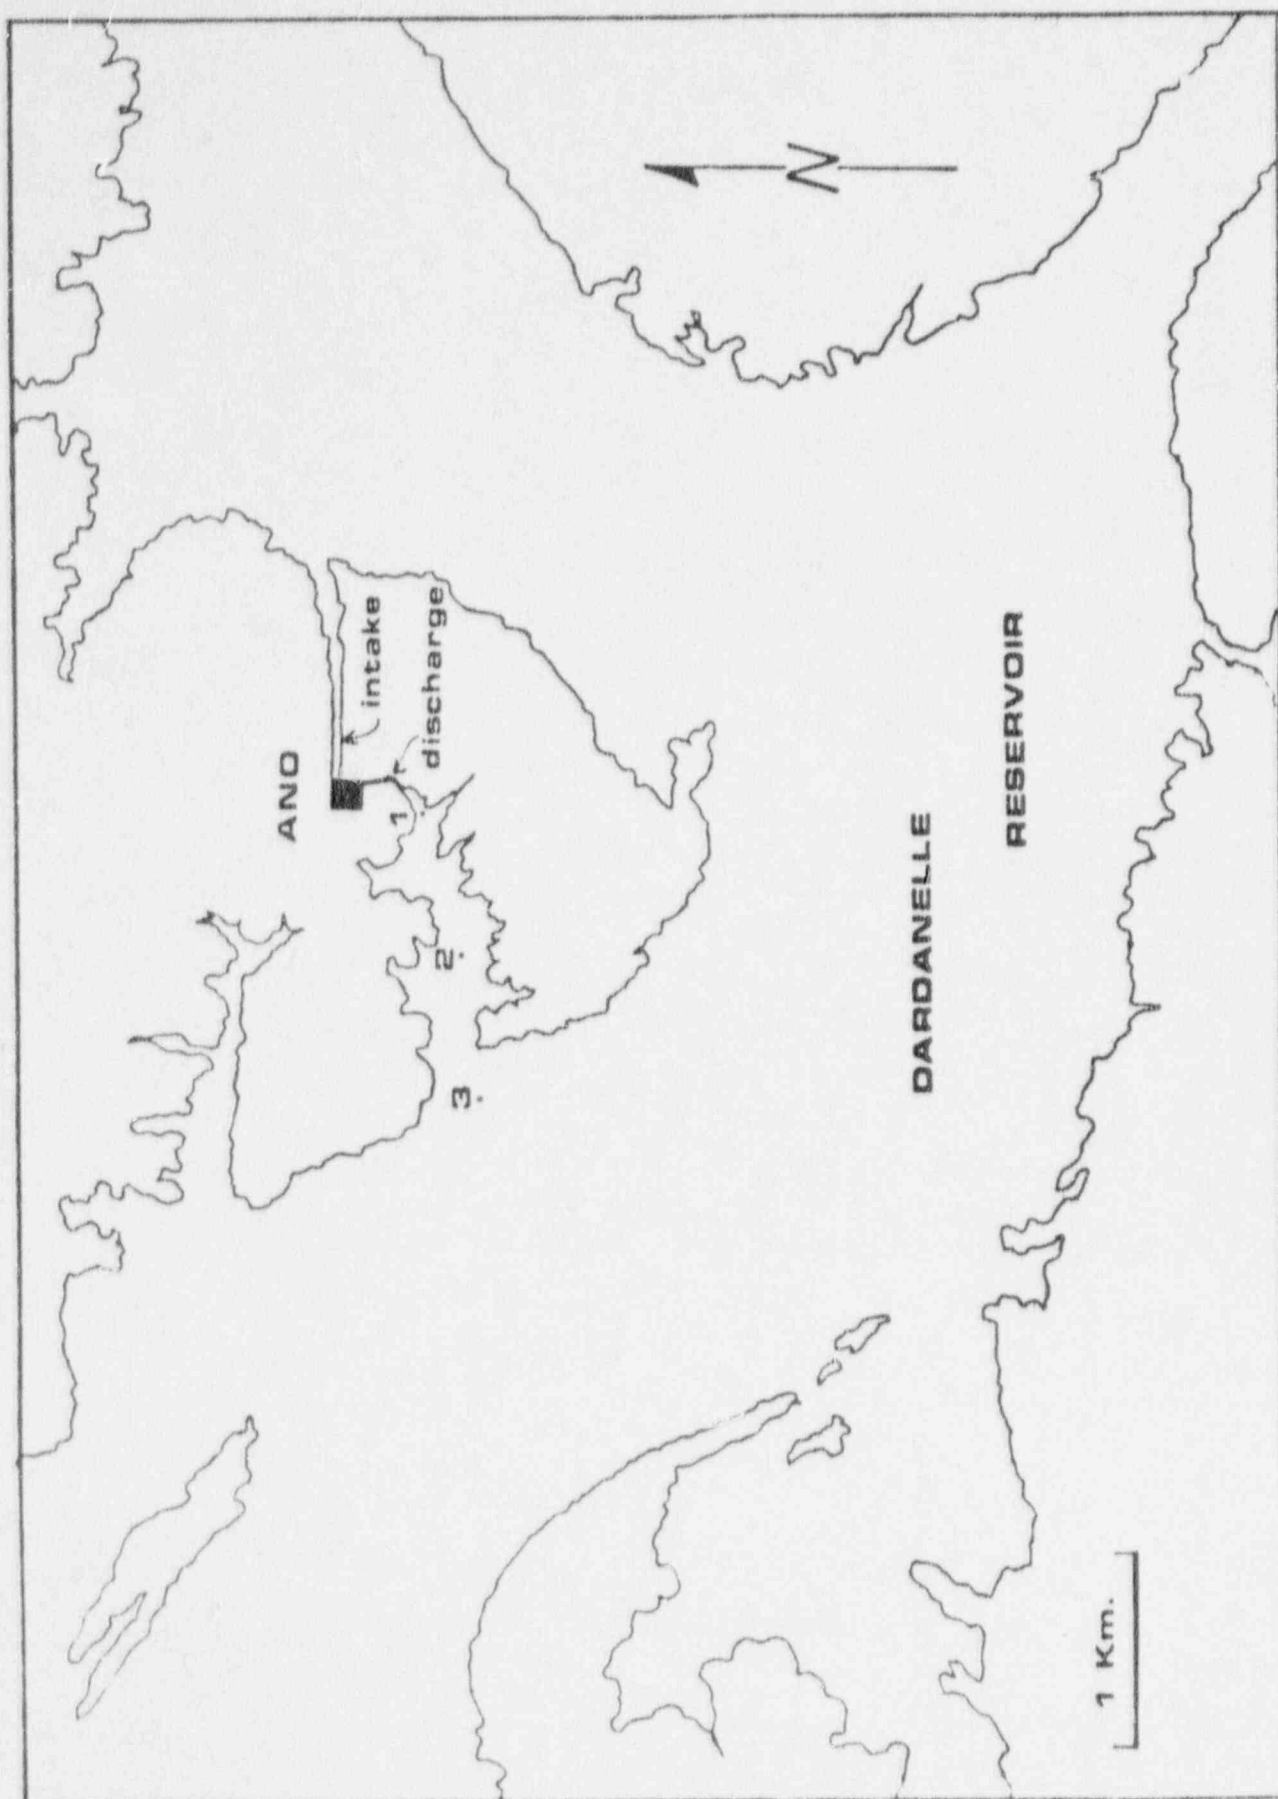 N
ANO
intake
discharge
1
2
3
DARDANELLE
RESERVOIR
1 Km.